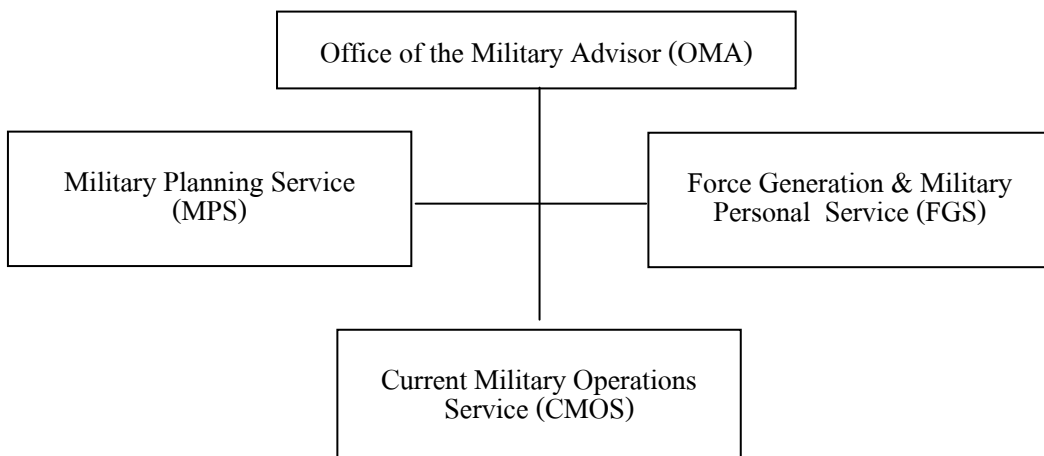 Office of the Military Advisor (OMA)
Military Planning Service
(MPS)
Force Generation & Military
Personal Service (FGS)
Current Military Operations
Service (CMOS)